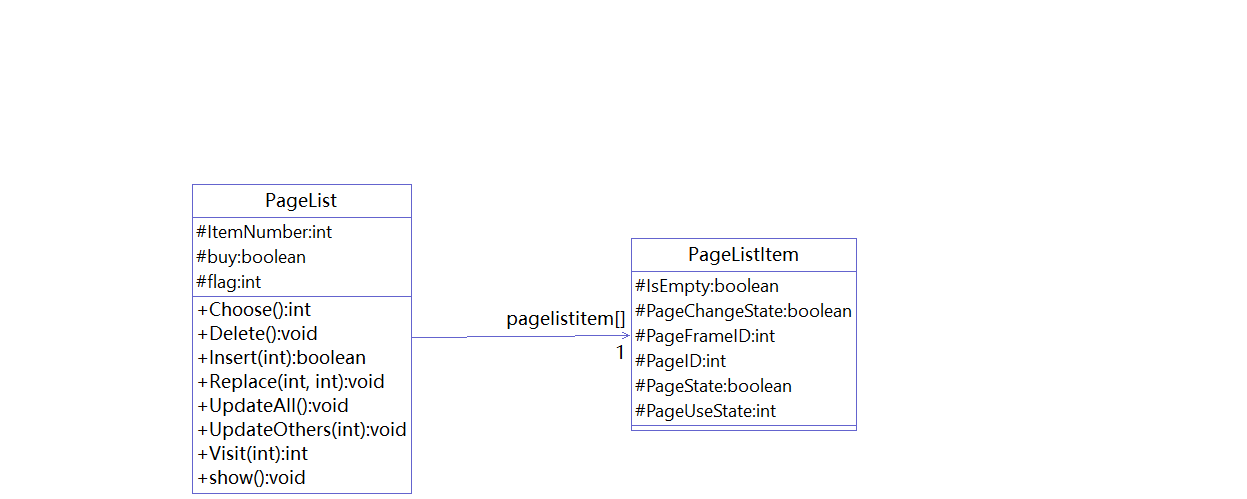 PageList
#ItemNumber:int
#buy:boolean
#flag:int
+Choose():int
+Delete():void
+Insert(int):boolean
+Replace(int, int):void
+UpdateAll():void
+UpdateOthers(int):void
+Visit(int):int
+show():void
pagelistitem[]
1
PageListItem
#IsEmpty:boolean
#PageChangeState:boolean
#PageFrameID:int
#PageID:int
#PageState:boolean
#PageUseState:int